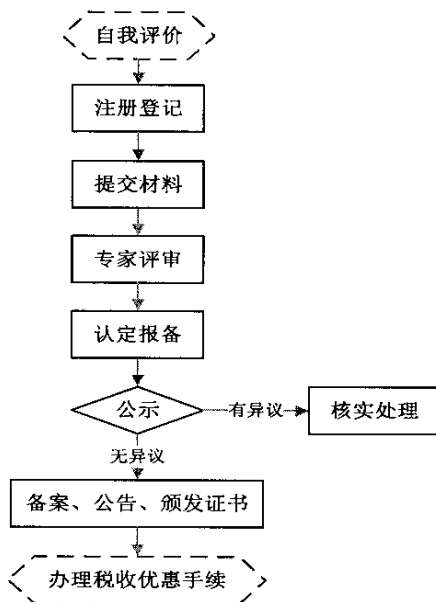 自我评价
注册登记
提交材料
专家评审
认定报备
公示
有异议
核实处理
无异议
备案、公告、颁发证书
办理税收优惠手续